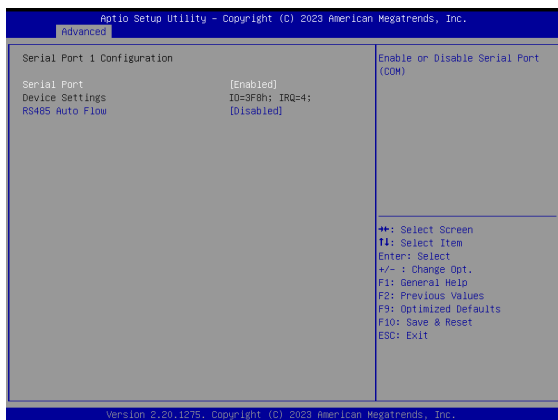 Aptio Setup Utility – Copyright (C) 2023 American Megatrends, Inc.
Advanced
Serial Port 1 Configuration
Serial Port [Enabled]
Device Settings IO=3F8h; IRQ=4;
RS485 Auto Flow [Disabled]
Enable or Disable Serial Port
(COM)
→←: Select Screen
↑↓: Select Item
Enter: Select
+/- : Change Opt.
F1: General Help
F2: Previous Values
F9: Optimized Defaults
F10: Save & Reset
ESC: Exit
Version 2.20.1275. Copyright (C) 2023 American Megatrends, Inc.